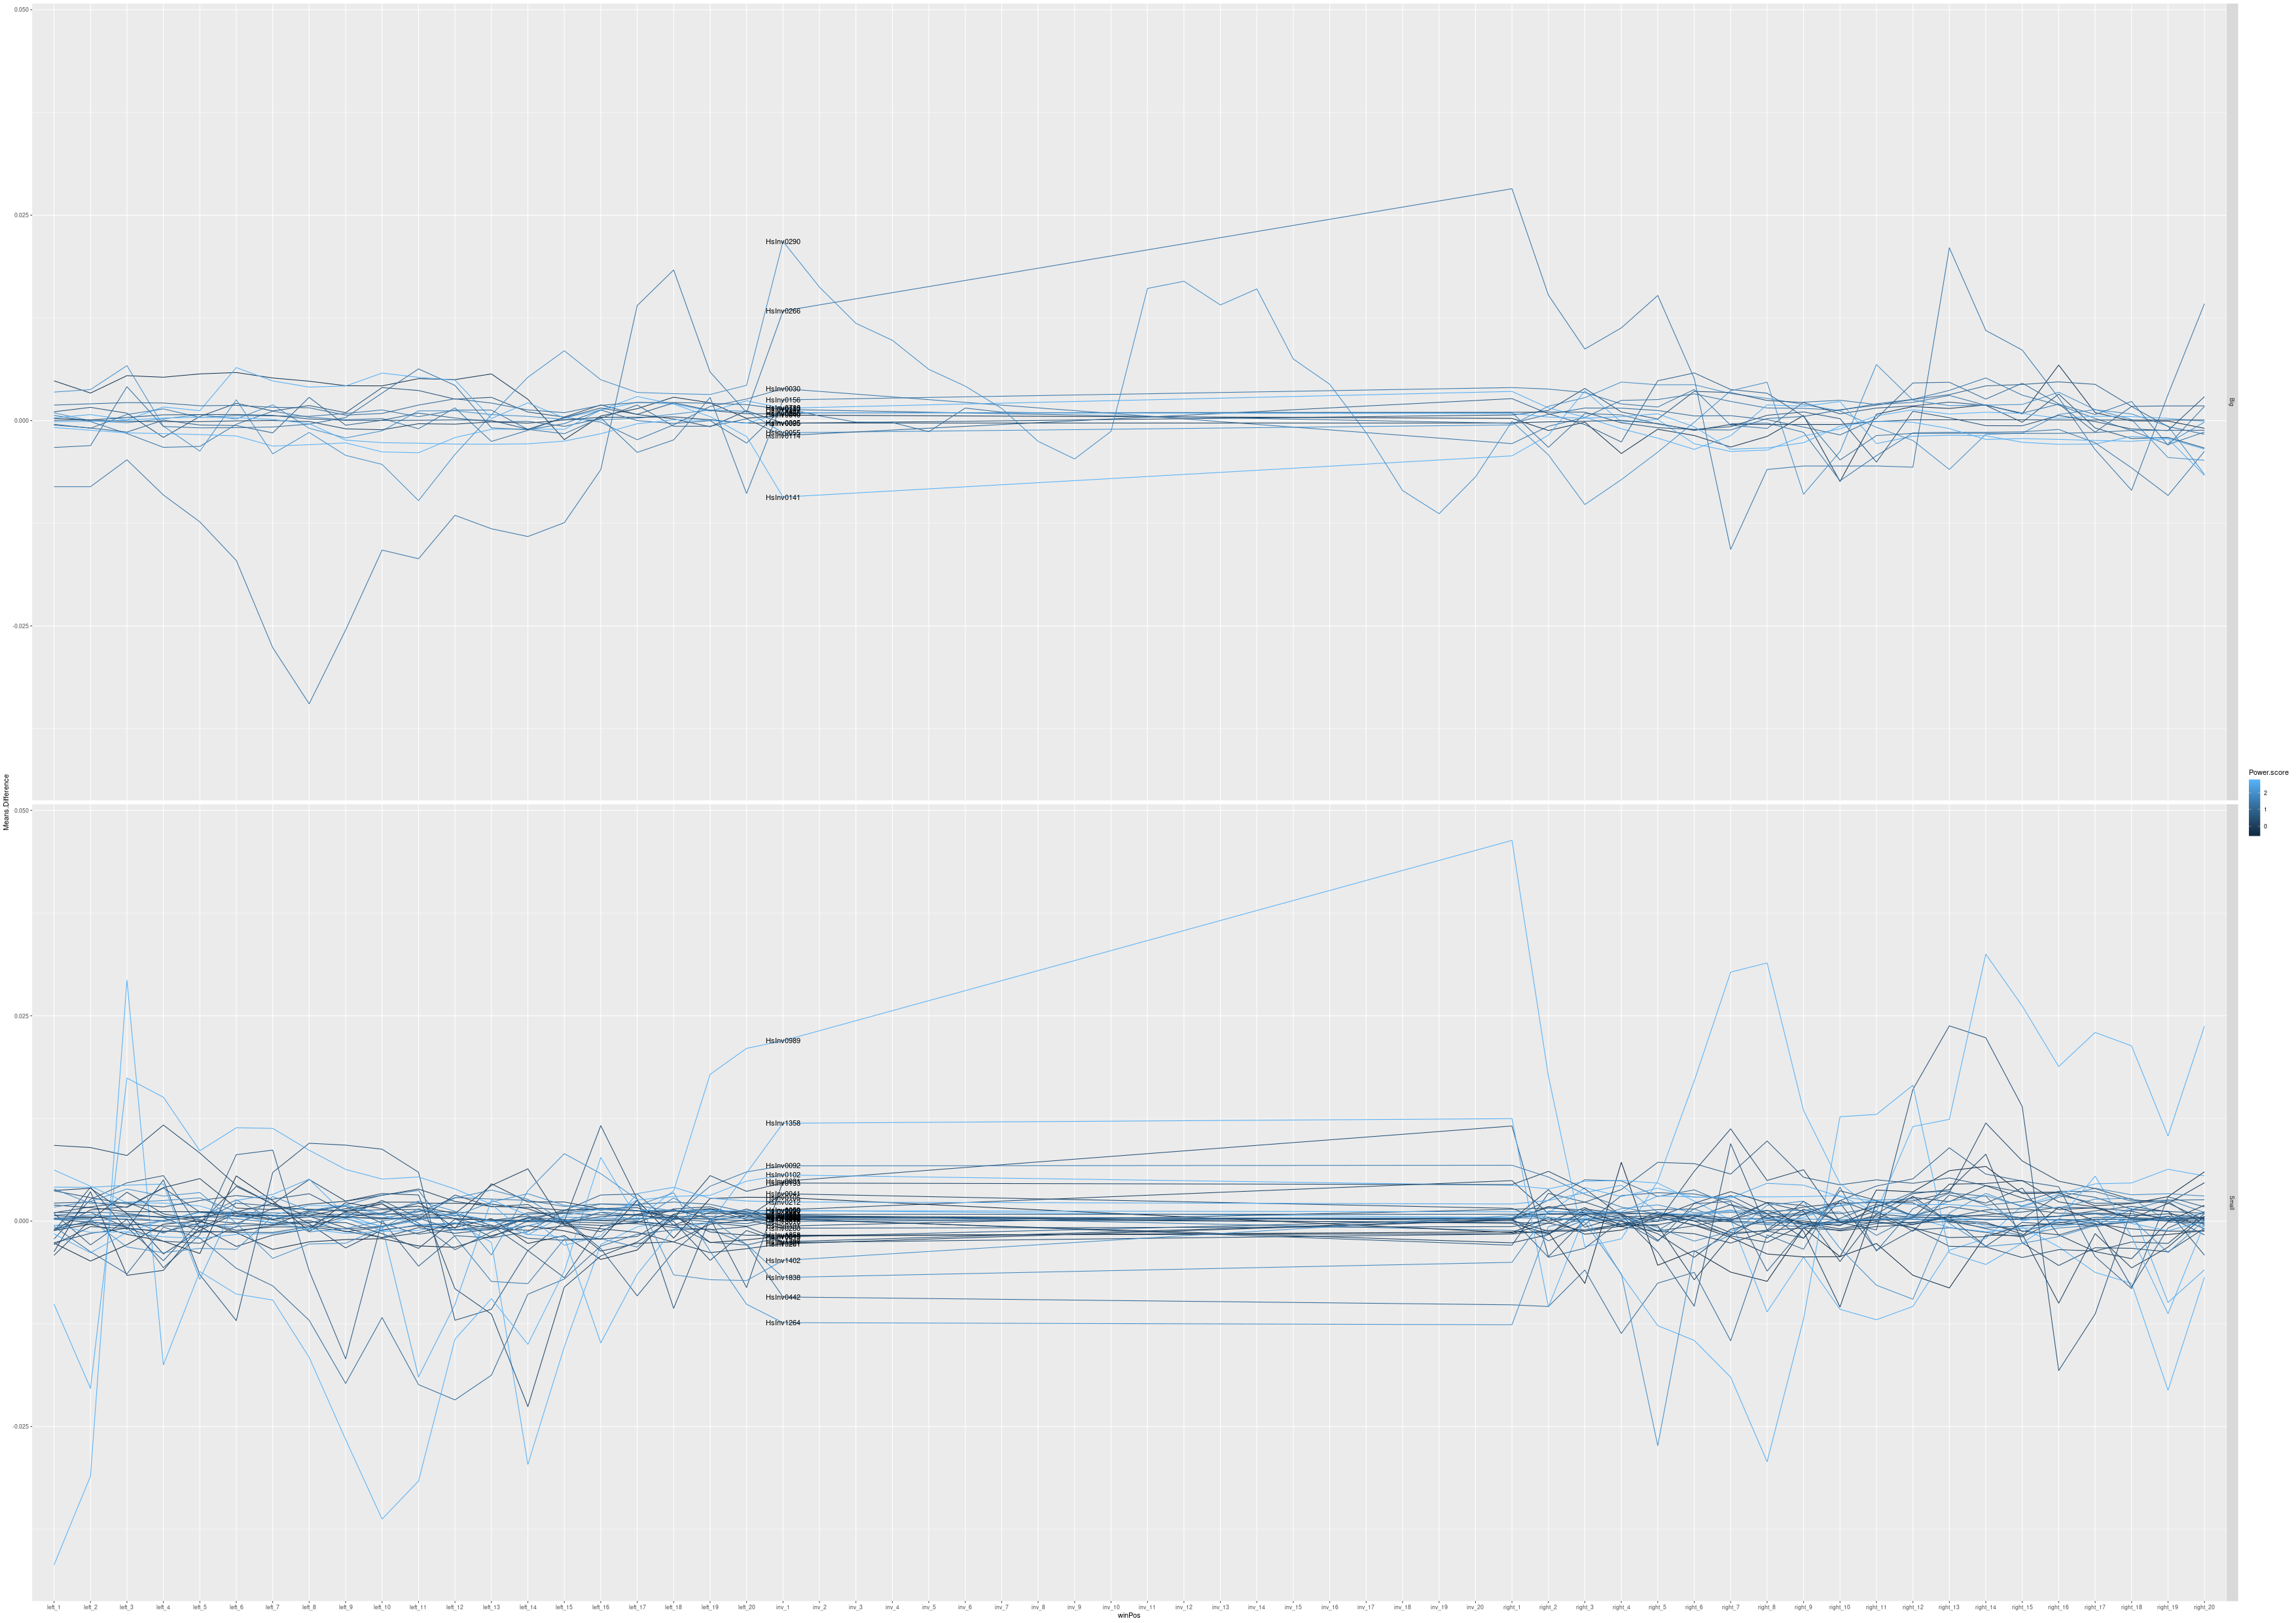 0.050
0.025
0.000
-0.025
Big
HsInv0290
HsInv0266
HsInv0030
HsInv0156
HsInv0095
HsInv0055
HsInv0114
HsInv0141
Means.Difference
Power.score
2
1
0
0.050
0.025
0.000
-0.025
Small
HsInv0989
HsInv1358
HsInv0092
HsInv0102
HsInv0041
HsInv0212
HsInv1402
HsInv1838
HsInv0442
HsInv1264
left_1 left_2 left_3 left_4 left_5 left_6 left_7 left_8 left_9 left_10 left_11 left_12 left_13 left_14 left_15 left_16 left_17 left_18 left_19 left_20 inv_1 inv_2 inv_3 inv_4 inv_5 inv_6 inv_7 inv_8 inv_9 inv_10 inv_11 inv_12 inv_13 inv_14 inv_15 inv_16 inv_17 inv_18 inv_19 inv_20 right_1 right_2 right_3 right_4 right_5 right_6 right_7 right_8 right_9 right_10 right_11 right_12 right_13 right_14 right_15 right_16 right_17 right_18 right_19 right_20
winPos